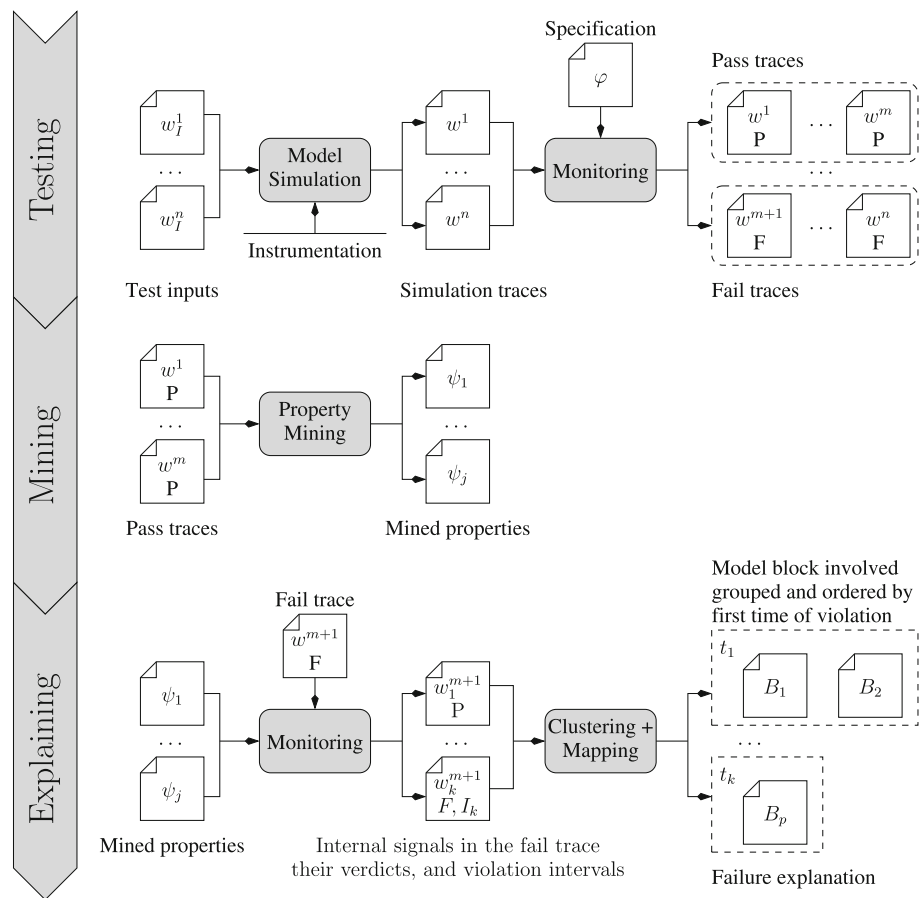 Testing
Specification
φ
Pass traces
w_I^1
...
w_I^n
Test inputs
Model
Simulation
Instrumentation
w^1
...
w^n
Simulation traces
Monitoring
w^1
P
...
w^m
P
...
w^{m+1}
F
...
w^n
F
Fail traces
Mining
w^1
P
...
w^m
P
Pass traces
Property
Mining
ψ_1
...
ψ_j
Mined properties
Explaining
ψ_1
...
ψ_j
Mined properties
Fail trace
w^{m+1}
F
Monitoring
w_1^{m+1}
P
...
w_k^{m+1}
F, I_k
Internal signals in the fail trace
their verdicts, and violation intervals
Clustering +
Mapping
Model block involved
grouped and ordered by
first time of violation
t_1
B_1
B_2
...
t_k
B_p
Failure explanation